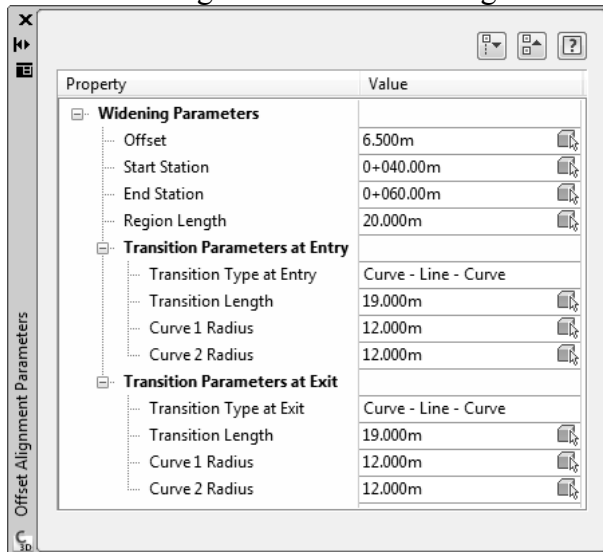 Property Value
Widening Parameters
Offset 6.500m
Start Station 0+040.00m
End Station 0+060.00m
Region Length 20.000m
Transition Parameters at Entry
Transition Type at Entry Curve - Line - Curve
Transition Length 19.000m
Curve 1 Radius 12.000m
Curve 2 Radius 12.000m
Transition Parameters at Exit
Transition Type at Exit Curve - Line - Curve
Transition Length 19.000m
Curve 1 Radius 12.000m
Curve 2 Radius 12.000m
Offset Alignment Parameters
C3D